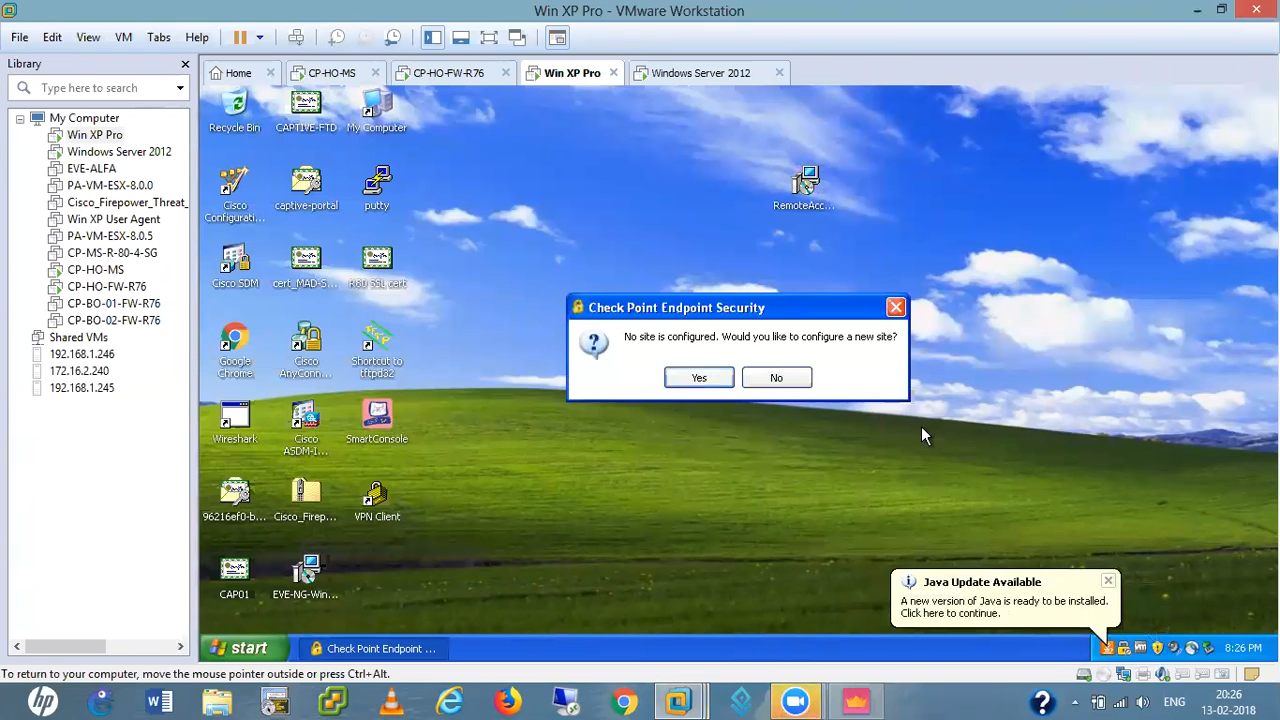 Win XP Pro - VMware Workstation
File Edit View VM Tabs Help
Library
Type here to search
My Computer
Win XP Pro
Windows Server 2012
EVE-ALFA
PA-VM-ESX-8.0.0
Cisco_Firepower_Threat_
Win XP User Agent
PA-VM-ESX-8.0.5
CP-MS-R-80-4-SG
CP-HO-MS
CP-HO-FW-R76
CP-BO-01-FW-R76
CP-BO-02-FW-R76
Shared VMs
192.168.1.246
172.16.2.240
192.168.1.245
Home CP-HO-MS CP-HO-FW-R76 Win XP Pro Windows Server 2012
Recycle Bin CAPTIVE-FTD My Computer
Cisco Configurati... captive-portal putty
RemoteAcc...
Cisco SDM cert_MAD-S... R80 SSL cert
Google Chrome Cisco AnyConn... Shortcut to tftpd32
Wireshark Cisco ASDM-I... SmartConsole
96216ef0-b... Cisco_Firep... VPN Client
CAP01 EVE-NG-Win...
Check Point Endpoint Security
No site is configured. Would you like to configure a new site?
Yes No
Java Update Available
A new version of Java is ready to be installed.
Click here to continue.
start Check Point Endpoint ... 8:26 PM
To return to your computer, move the mouse pointer outside or press Ctrl+Alt.
ENG 20:26
13-02-2018